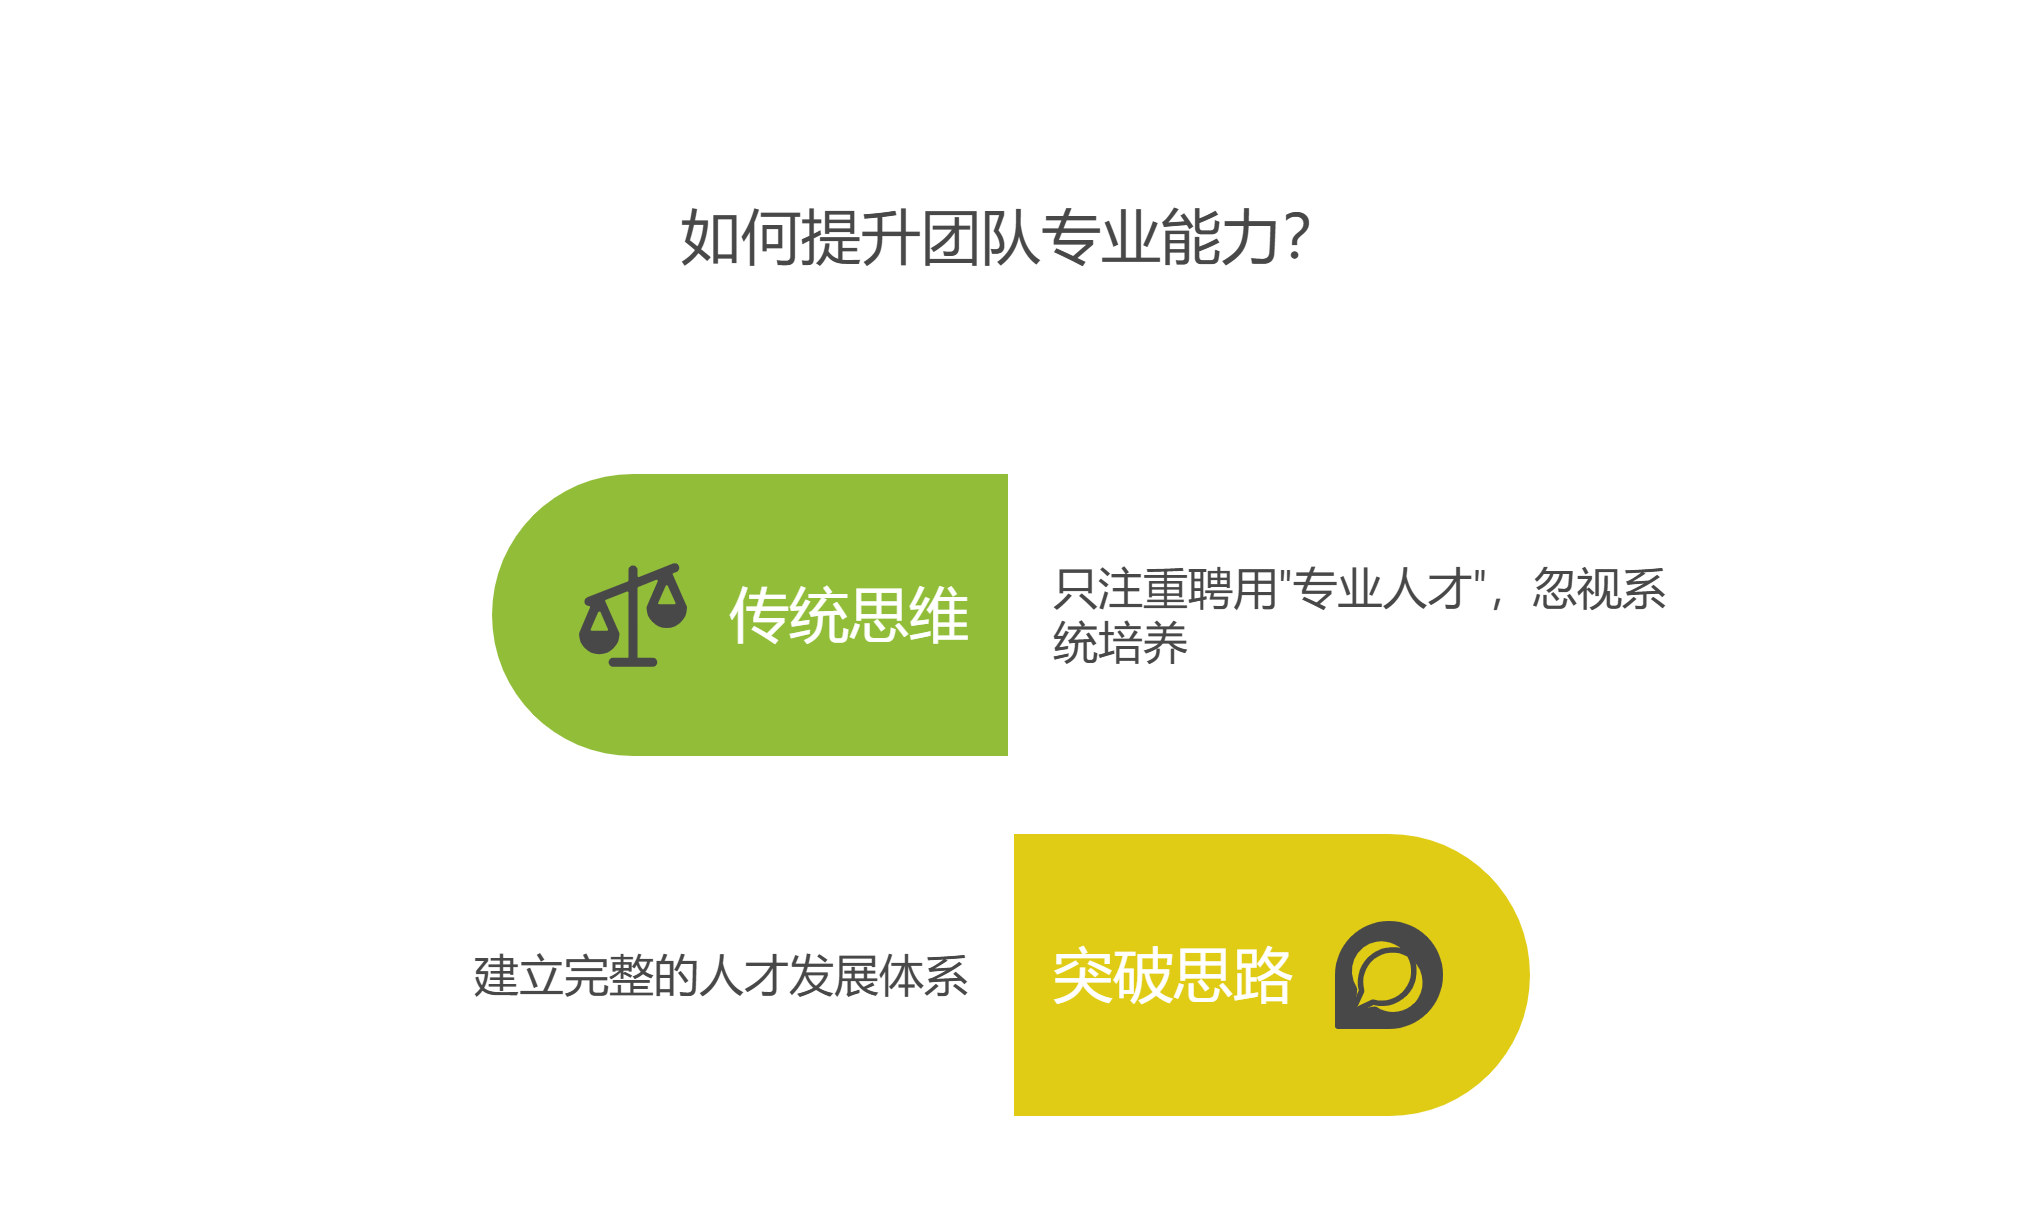 如何提升团队专业能力？
传统思维
只注重聘用"专业人才"，忽视系
统培养
建立完整的人才发展体系
突破思路